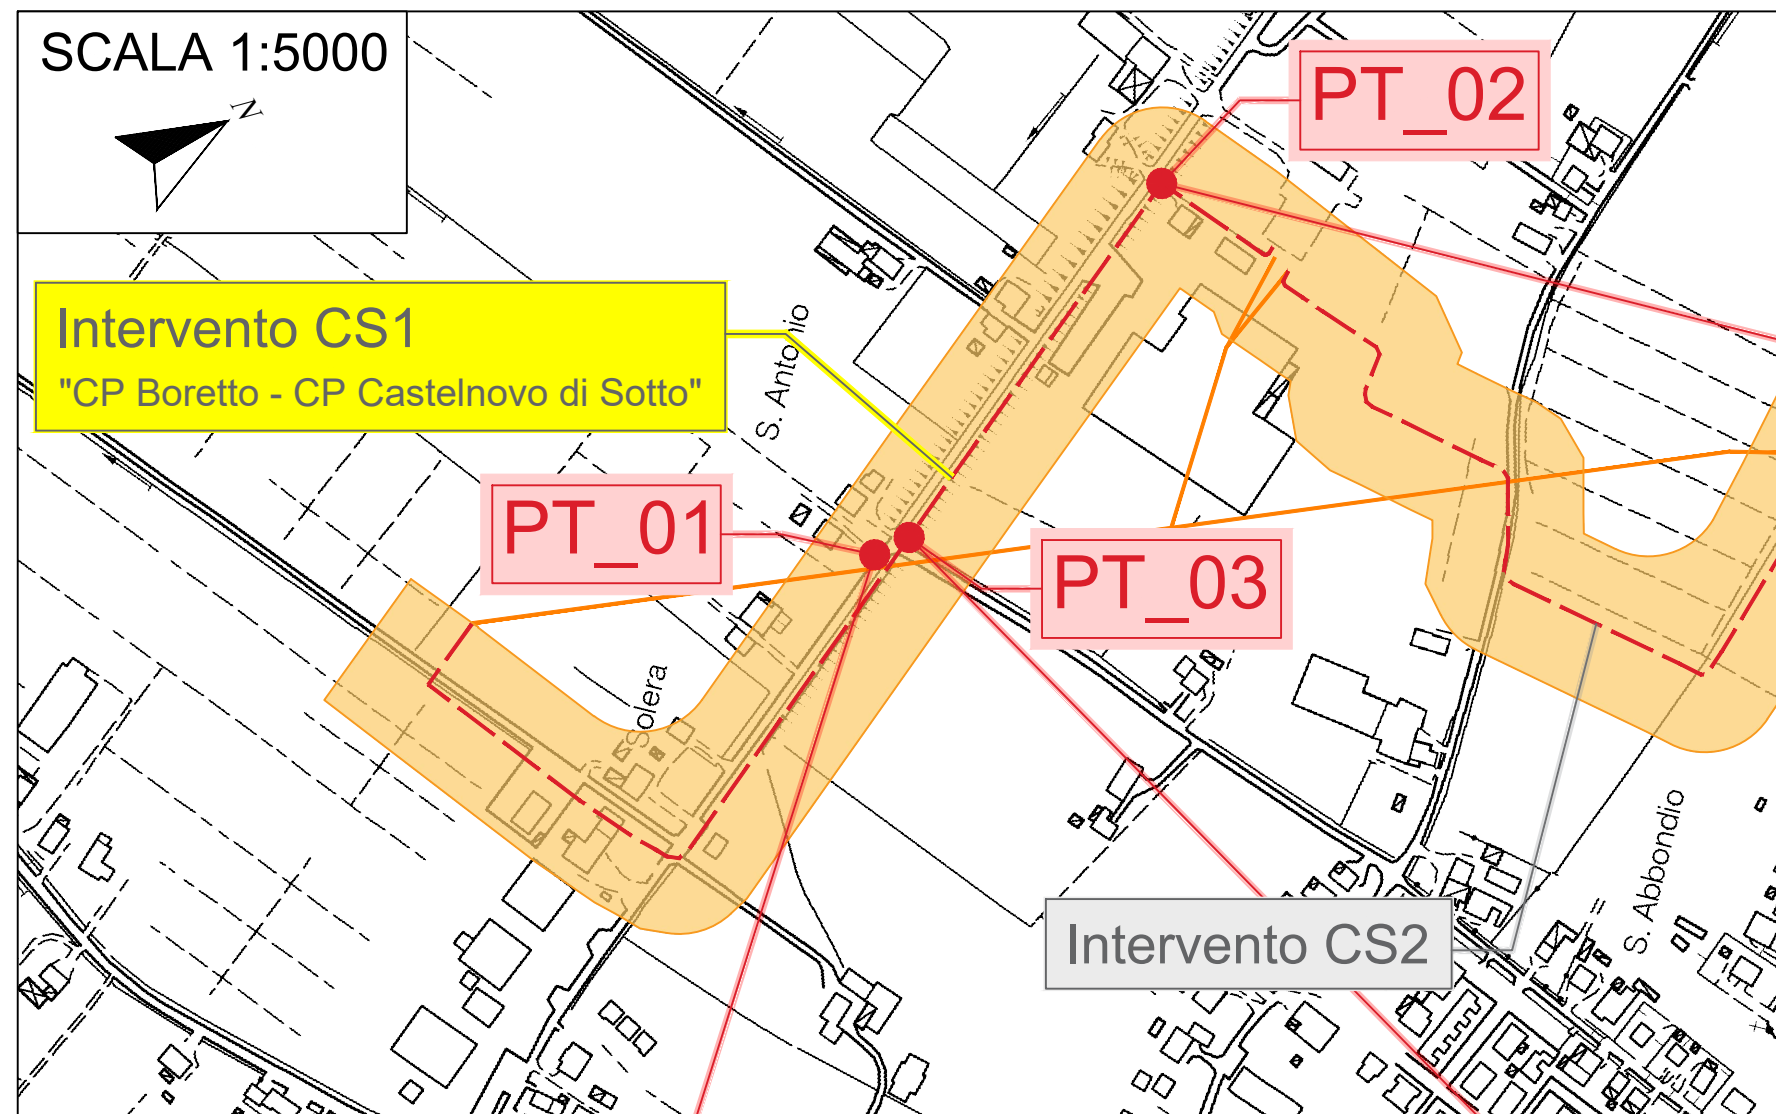 SCALA 1:5000
N
PT_02
Intervento CS1
"CP Boretto - CP Castelnovo di Sotto"
S. Antonio
PT_01
PT_03
Solera
S. Abbondio
Intervento CS2